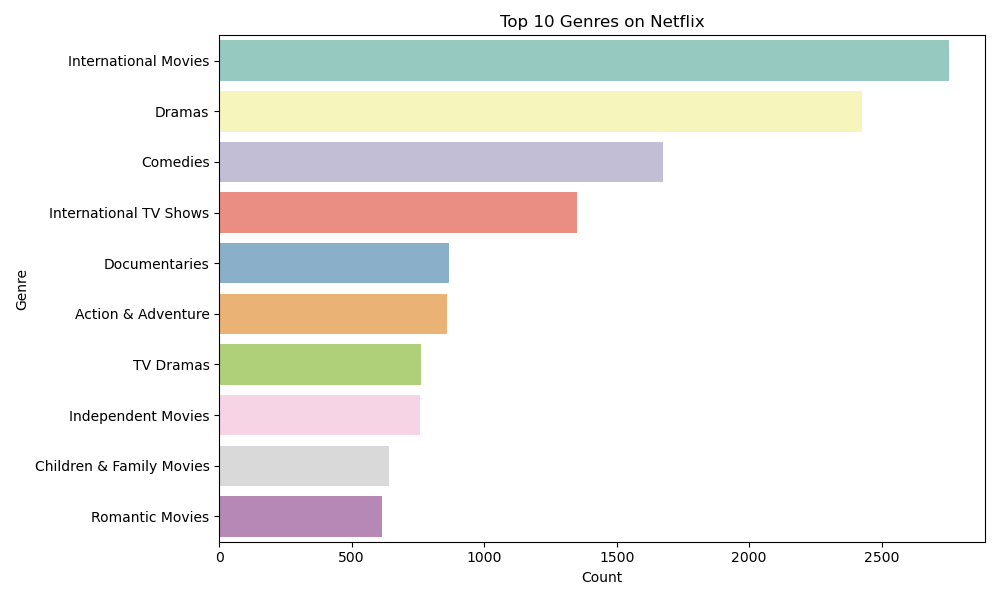 Top 10 Genres on Netflix
Genre
International Movies
Dramas
Comedies
International TV Shows
Documentaries
Action & Adventure
TV Dramas
Independent Movies
Children & Family Movies
Romantic Movies
0 500 1000 1500 2000 2500
Count